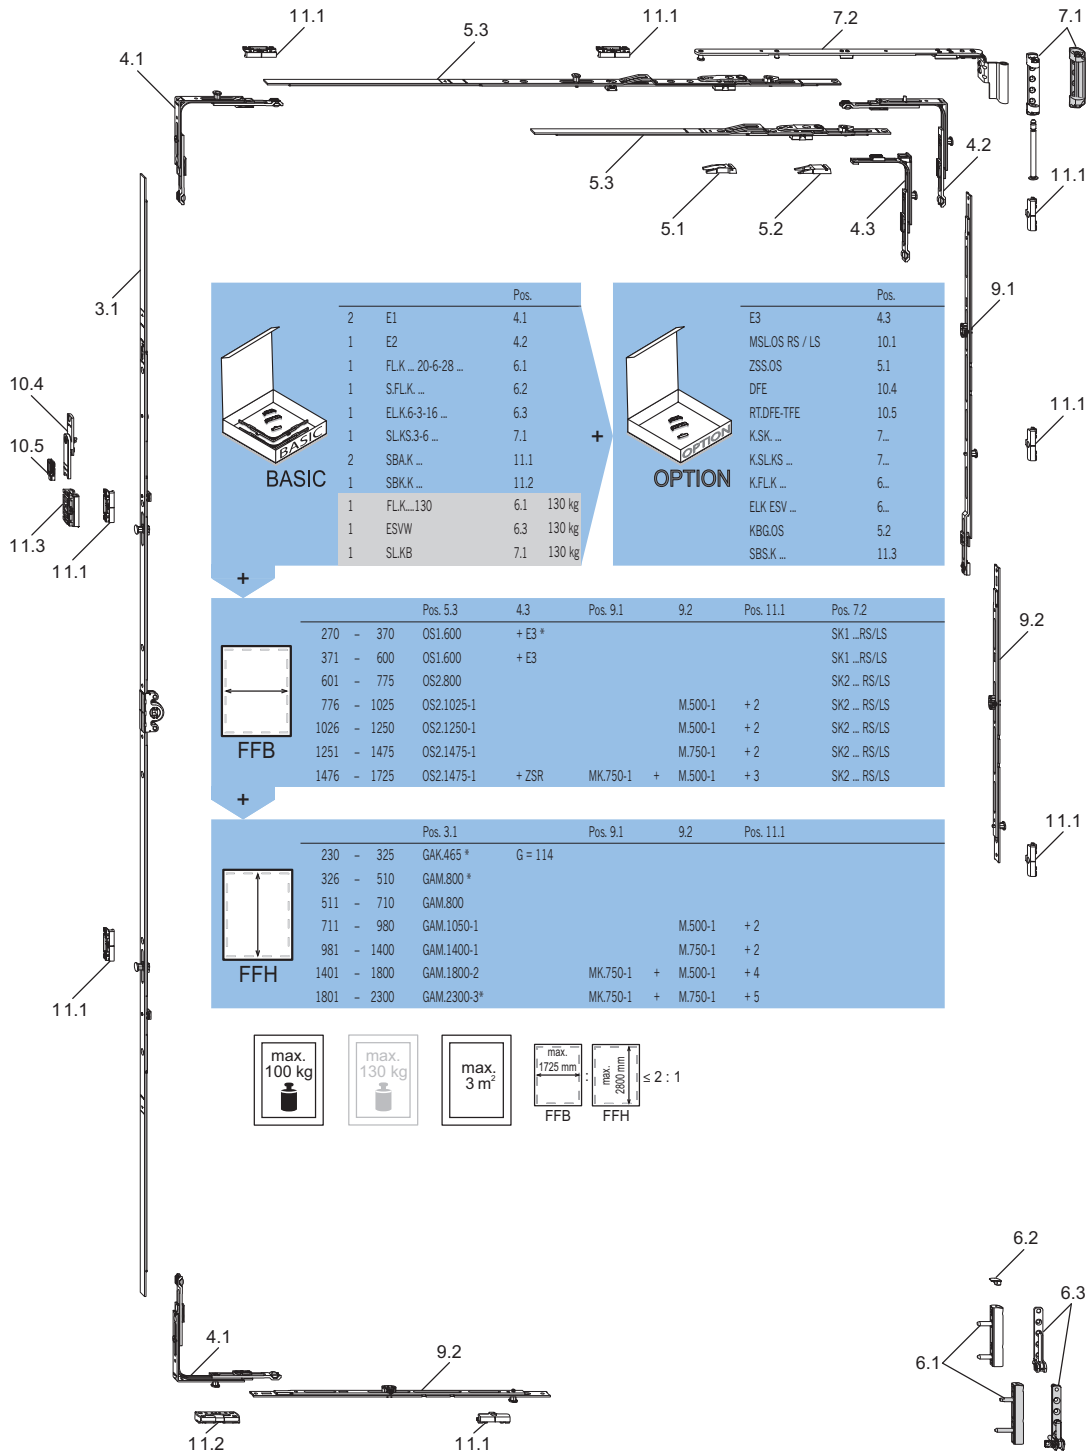 11.1
5.3
11.1
7.2
7.1
4.1
5.3
5.1
5.2
4.3
4.2
11.1
3.1
9.1
10.4
10.5
11.3
11.1
11.1
Pos.
2 E1 4.1
1 E2 4.2
1 FL.K ... 20-6-28 ... 6.1
1 S.FL.K. ... 6.2
1 EL.K.6-3-16 ... 6.3
1 SL.KS.3-6 ... 7.1
2 SBA.K ... 11.1
1 SBK.K ... 11.2
1 FL.K....130 6.1 130 kg
1 ESVW 6.3 130 kg
1 SL.KB 7.1 130 kg
BASIC
BASIC
+
Pos.
E3 4.3
MSL.OS RS / LS 10.1
ZSS.OS 5.1
DFE 10.4
RT.DFE-TFE 10.5
K.SK. ... 7...
K.SL.KS ... 7...
K.FL.K ... 6...
ELK ESV ... 6...
KBG.OS 5.2
SBS.K ... 11.3
OPTION
OPTION
+
Pos. 5.3 4.3 Pos. 9.1 9.2 Pos. 11.1 Pos. 7.2
270 – 370 OS1.600 + E3 * SK1 ...RS/LS
371 – 600 OS1.600 + E3 SK1 ...RS/LS
601 – 775 OS2.800 SK2 ... RS/LS
776 – 1025 OS2.1025-1 M.500-1 + 2 SK2 ... RS/LS
1026 – 1250 OS2.1250-1 M.500-1 + 2 SK2 ... RS/LS
1251 – 1475 OS2.1475-1 M.750-1 + 2 SK2 ... RS/LS
1476 – 1725 OS2.1475-1 + ZSR MK.750-1 + M.500-1 + 3 SK2 ... RS/LS
FFB
9.2
+
Pos. 3.1 Pos. 9.1 9.2 Pos. 11.1
230 – 325 GAK.465 * G = 114
326 – 510 GAM.800 *
511 – 710 GAM.800
711 – 980 GAM.1050-1 M.500-1 + 2
981 – 1400 GAM.1400-1 M.750-1 + 2
1401 – 1800 GAM.1800-2 MK.750-1 + M.500-1 + 4
1801 – 2300 GAM.2300-3* MK.750-1 + M.750-1 + 5
FFH
11.1
11.1
max.
100 kg
max.
130 kg
max.
3 m²
max.
1725 mm
FFB
:
max.
2800 mm
FFH
≤ 2 : 1
6.2
6.3
6.1
4.1
9.2
11.2
11.1